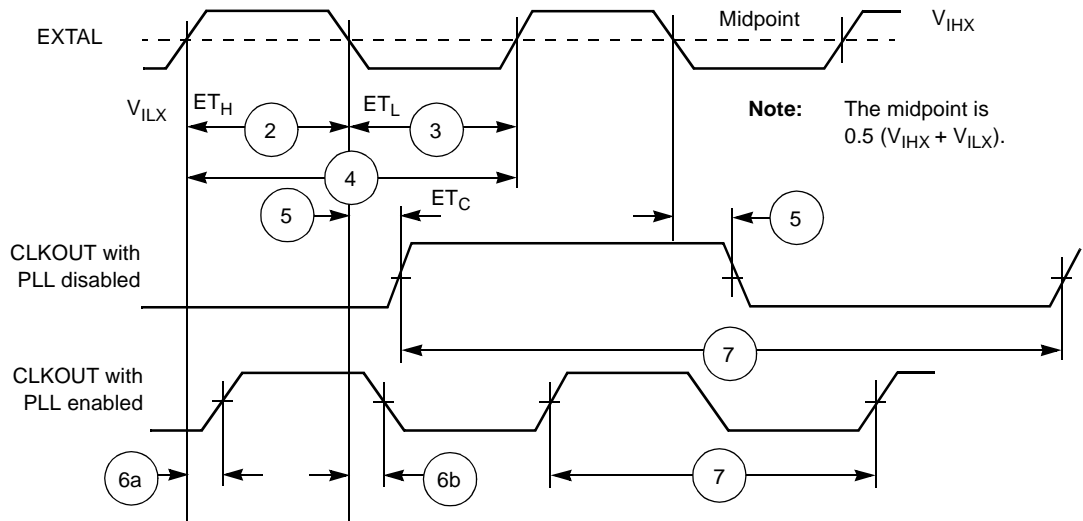 EXTAL
Midpoint
V_IHX
V_ILX
ET_H
ET_L
2
3
Note: The midpoint is
0.5 (V_IHX + V_ILX).
4
ET_C
5
5
CLKOUT with
PLL disabled
7
CLKOUT with
PLL enabled
6a
6b
7